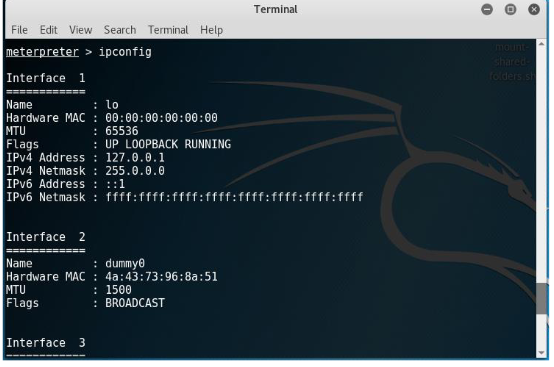 Terminal
File Edit View Search Terminal Help
meterpreter > ipconfig
mount-
shared-
folders.sh
Interface 1
============
Name : lo
Hardware MAC : 00:00:00:00:00:00
MTU : 65536
Flags : UP LOOPBACK RUNNING
IPv4 Address : 127.0.0.1
IPv4 Netmask : 255.0.0.0
IPv6 Address : ::1
IPv6 Netmask : ffff:ffff:ffff:ffff:ffff:ffff:ffff:ffff
Interface 2
============
Name : dummy0
Hardware MAC : 4a:43:73:96:8a:51
MTU : 1500
Flags : BROADCAST
Interface 3
============